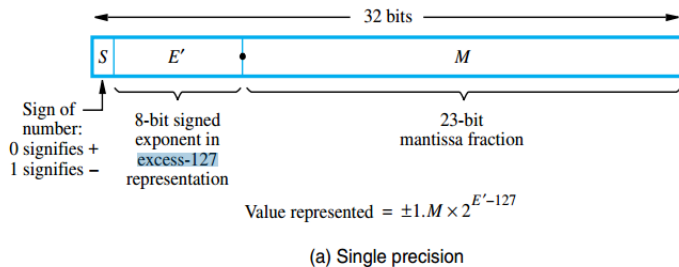 32 bits
S E′ M
Sign of
number:
0 signifies +
1 signifies −
8-bit signed
exponent in
excess-127
representation
23-bit
mantissa fraction
Value represented = ±1.M × 2^E′−127
(a) Single precision